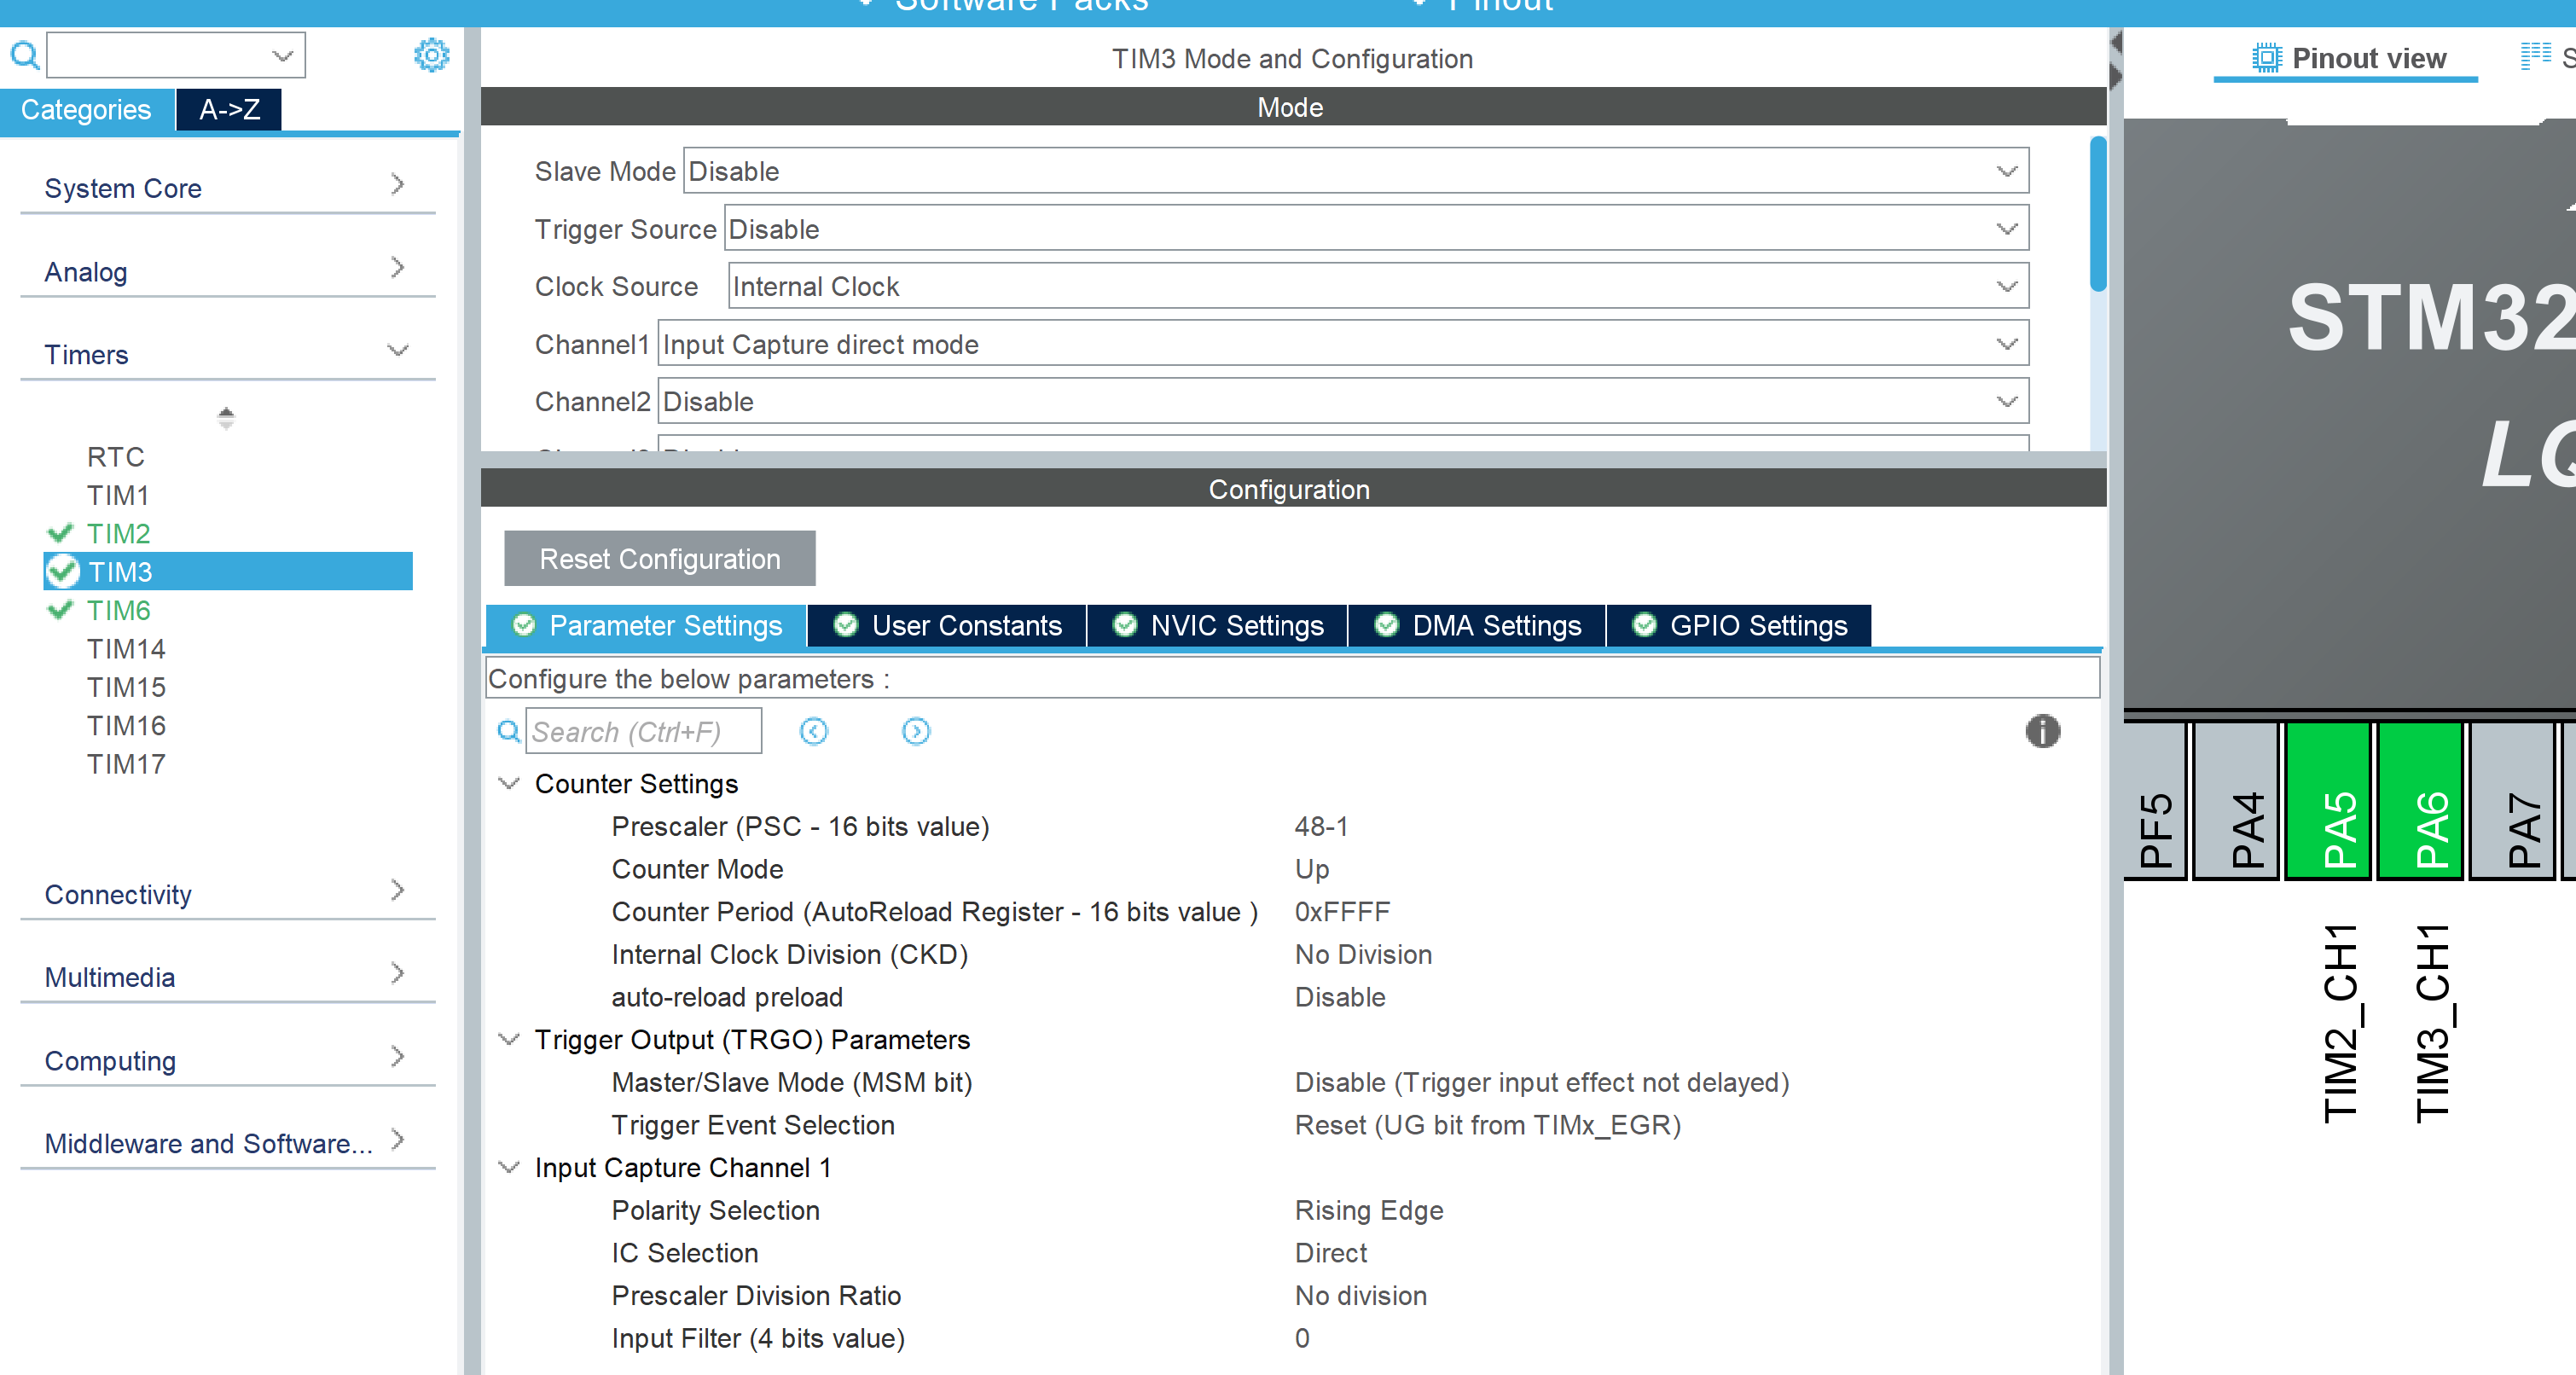 Software Packs
Pinout
Categories
A->Z
System Core
Analog
Timers
RTC
TIM1
TIM2
TIM3
TIM6
TIM14
TIM15
TIM16
TIM17
Connectivity
Multimedia
Computing
Middleware and Software...
TIM3 Mode and Configuration
Mode
Slave Mode Disable
Trigger Source Disable
Clock Source Internal Clock
Channel1 Input Capture direct mode
Channel2 Disable
Configuration
Reset Configuration
Parameter Settings
User Constants
NVIC Settings
DMA Settings
GPIO Settings
Configure the below parameters :
Search (Ctrl+F)
Counter Settings
Prescaler (PSC - 16 bits value) 48-1
Counter Mode Up
Counter Period (AutoReload Register - 16 bits value ) 0xFFFF
Internal Clock Division (CKD) No Division
auto-reload preload Disable
Trigger Output (TRGO) Parameters
Master/Slave Mode (MSM bit) Disable (Trigger input effect not delayed)
Trigger Event Selection Reset (UG bit from TIMx_EGR)
Input Capture Channel 1
Polarity Selection Rising Edge
IC Selection Direct
Prescaler Division Ratio No division
Input Filter (4 bits value) 0
Pinout view
STM32
PF5
PA4
PA5
PA6
PA7
TIM2_CH1
TIM3_CH1